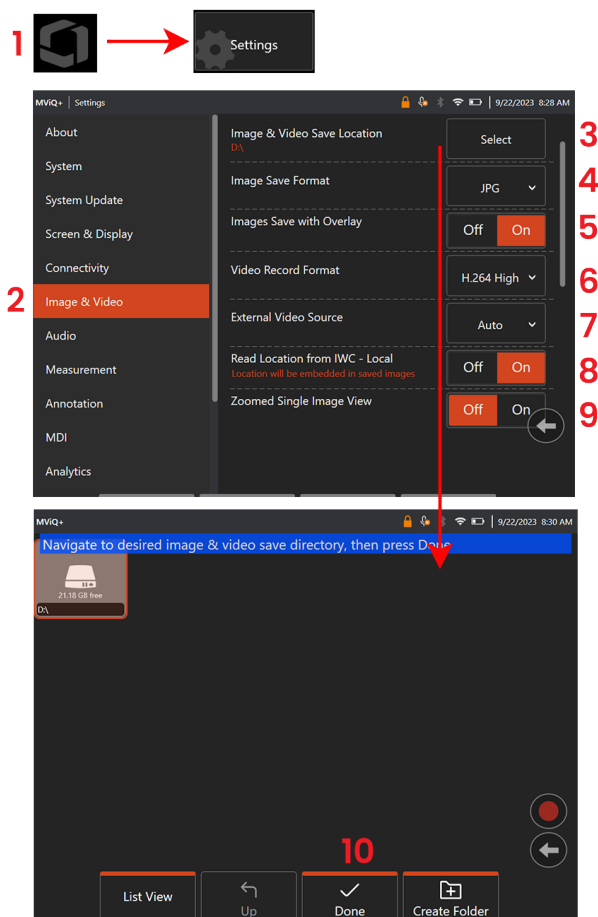 1
Settings
MViQ+ | Settings
9/22/2023 8:28 AM
About
System
System Update
Screen & Display
Connectivity
2
Image & Video
Audio
Measurement
Annotation
MDI
Analytics
Image & Video Save Location
D:\
Select
3
Image Save Format
JPG
4
Images Save with Overlay
Off
On
5
Video Record Format
H.264 High
6
External Video Source
Auto
7
Read Location from IWC - Local
Location will be embedded in saved images
Off
On
8
Zoomed Single Image View
Off
On
9
MViQ+
9/22/2023 8:30 AM
Navigate to desired image & video save directory, then press Done
21.18 GB free
D:\
10
List View
Up
Done
Create Folder